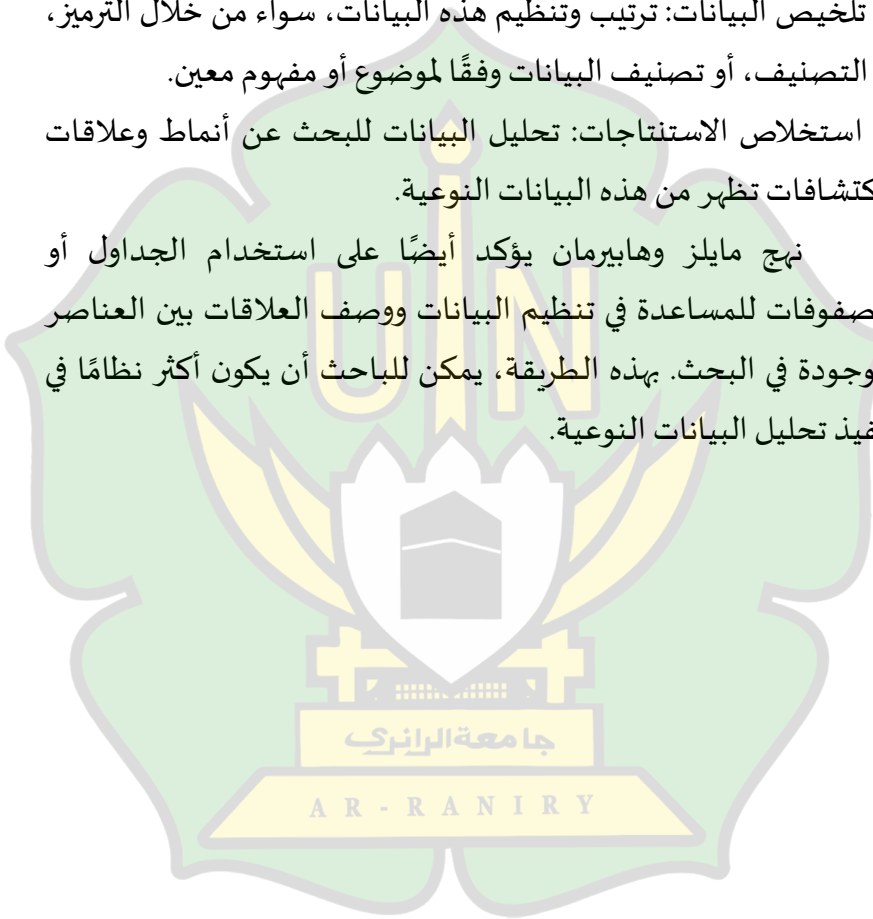 تلخيص البيانات: ترتيب وتنظيم هذه البيانات، سواء من خلال الترميز،
التصنيف، أو تصنيف البيانات وفقًا لموضوع أو مفهوم معين.
استخلاص الاستنتاجات: تحليل البيانات للبحث عن أنماط وعلاقات
كتشافات تظهر من هذه البيانات النوعية.
نهج مايلز وهابيرمان يؤكد أيضًا على استخدام الجداول أو
صفوفات للمساعدة في تنظيم البيانات ووصف العلاقات بين العناصر
وجودة في البحث. بهذه الطريقة، يمكن للباحث أن يكون أكثر نظامًا في
فيذ تحليل البيانات النوعية.
UIN
جامعة الرانري
AR-RANIRY